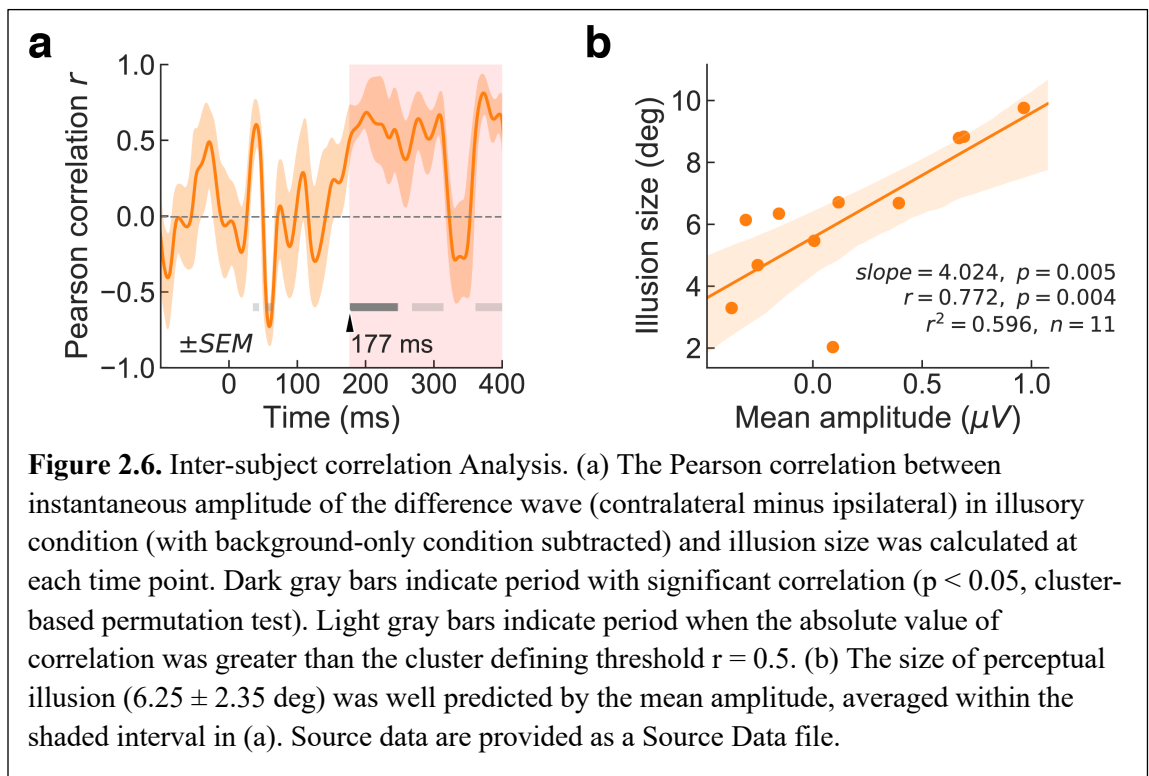 a
b
Pearson correlation r
1.0
0.5
0.0
−0.5
−1.0
±SEM
177 ms
0 100 200 300 400
Time (ms)
Illusion size (deg)
10
8
6
4
2
slope = 4.024, p = 0.005
r = 0.772, p = 0.004
r² = 0.596, n = 11
0.0 0.5 1.0
Mean amplitude (μV)
Figure 2.6. Inter-subject correlation Analysis. (a) The Pearson correlation between
instantaneous amplitude of the difference wave (contralateral minus ipsilateral) in illusory
condition (with background-only condition subtracted) and illusion size was calculated at
each time point. Dark gray bars indicate period with significant correlation (p < 0.05, cluster-
based permutation test). Light gray bars indicate period when the absolute value of
correlation was greater than the cluster defining threshold r = 0.5. (b) The size of perceptual
illusion (6.25 ± 2.35 deg) was well predicted by the mean amplitude, averaged within the
shaded interval in (a). Source data are provided as a Source Data file.